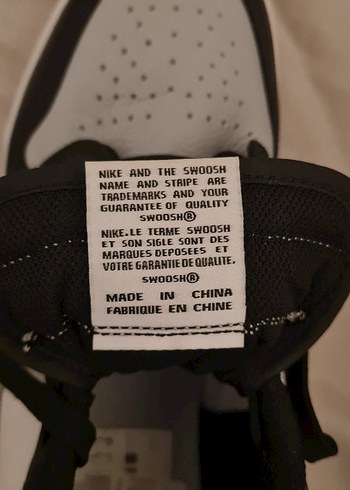 NIKE AND THE SWOOSH
NAME AND STRIPE ARE
TRADEMARKS AND YOUR
GUARANTEE OF QUALITY
SWOOSH®
NIKE. LE TERME SWOOSH
ET SON SIGLE SONT DES
MARQUES DEPOSEES ET
VOTRE GARANTIE DE QUALITE.
SWOOSH®
MADE IN CHINA
FABRIQUE EN CHINE